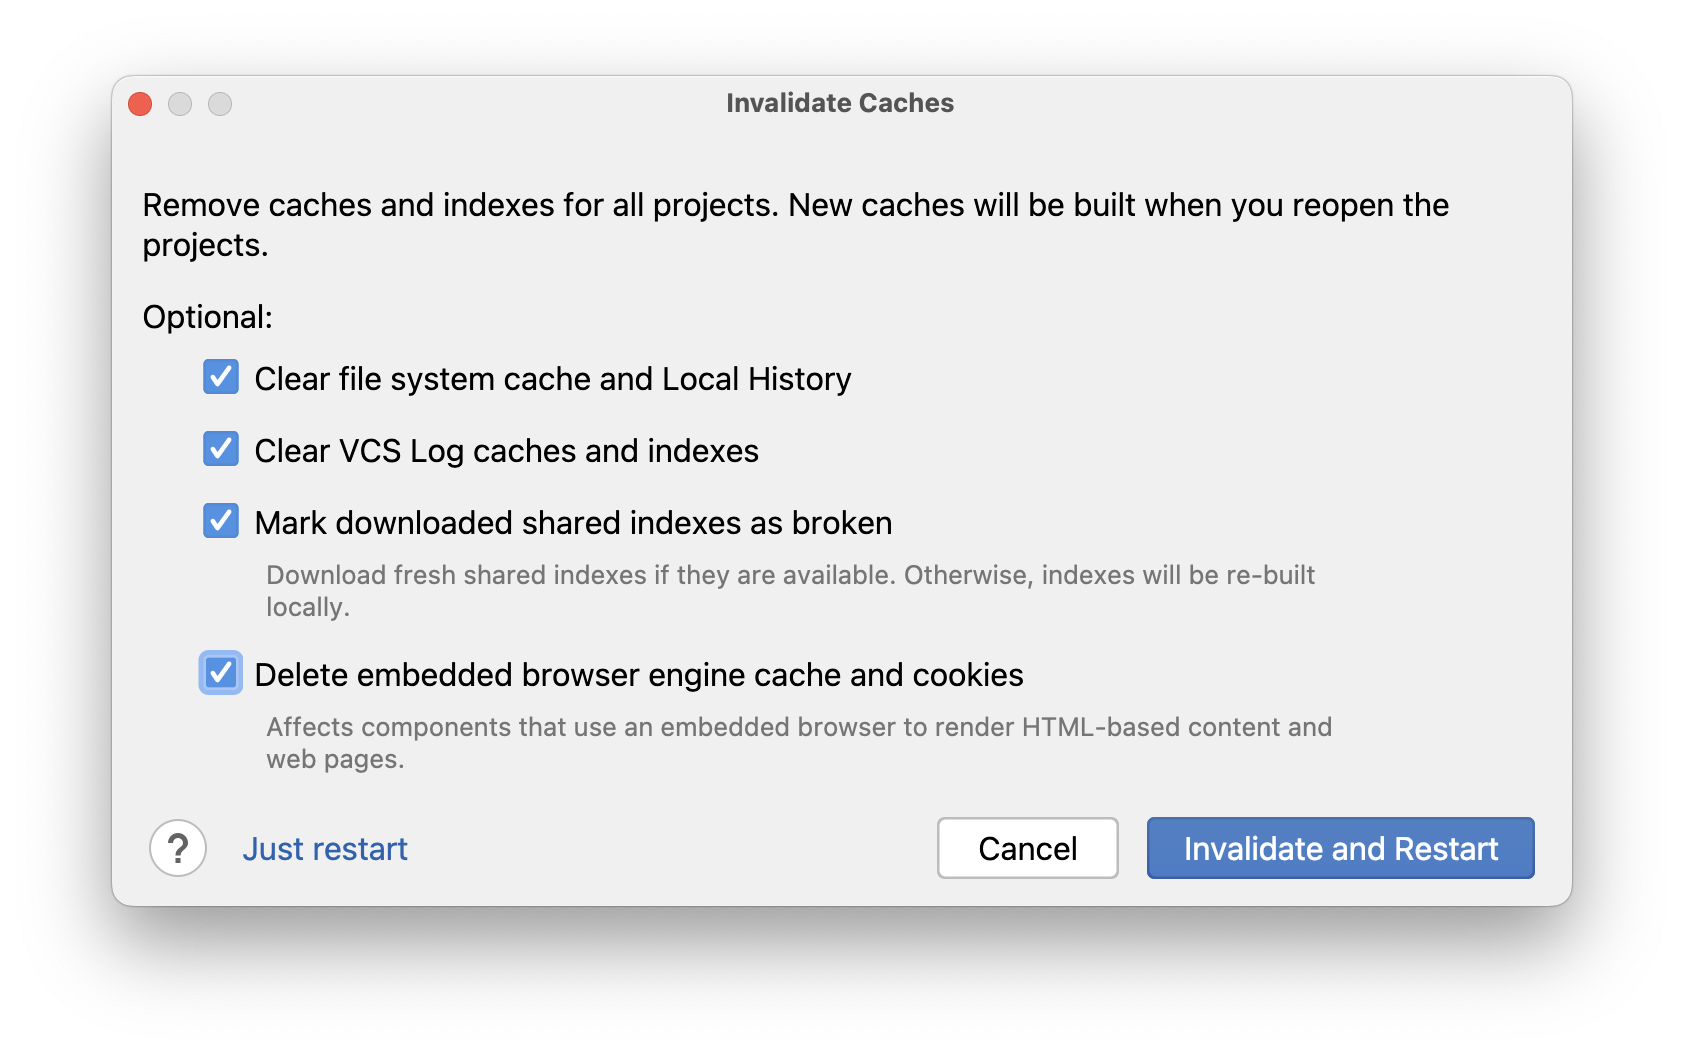 Invalidate Caches
Remove caches and indexes for all projects. New caches will be built when you reopen the
projects.
Optional:
Clear file system cache and Local History
Clear VCS Log caches and indexes
Mark downloaded shared indexes as broken
Download fresh shared indexes if they are available. Otherwise, indexes will be re-built
locally.
Delete embedded browser engine cache and cookies
Affects components that use an embedded browser to render HTML-based content and
web pages.
? Just restart Cancel Invalidate and Restart